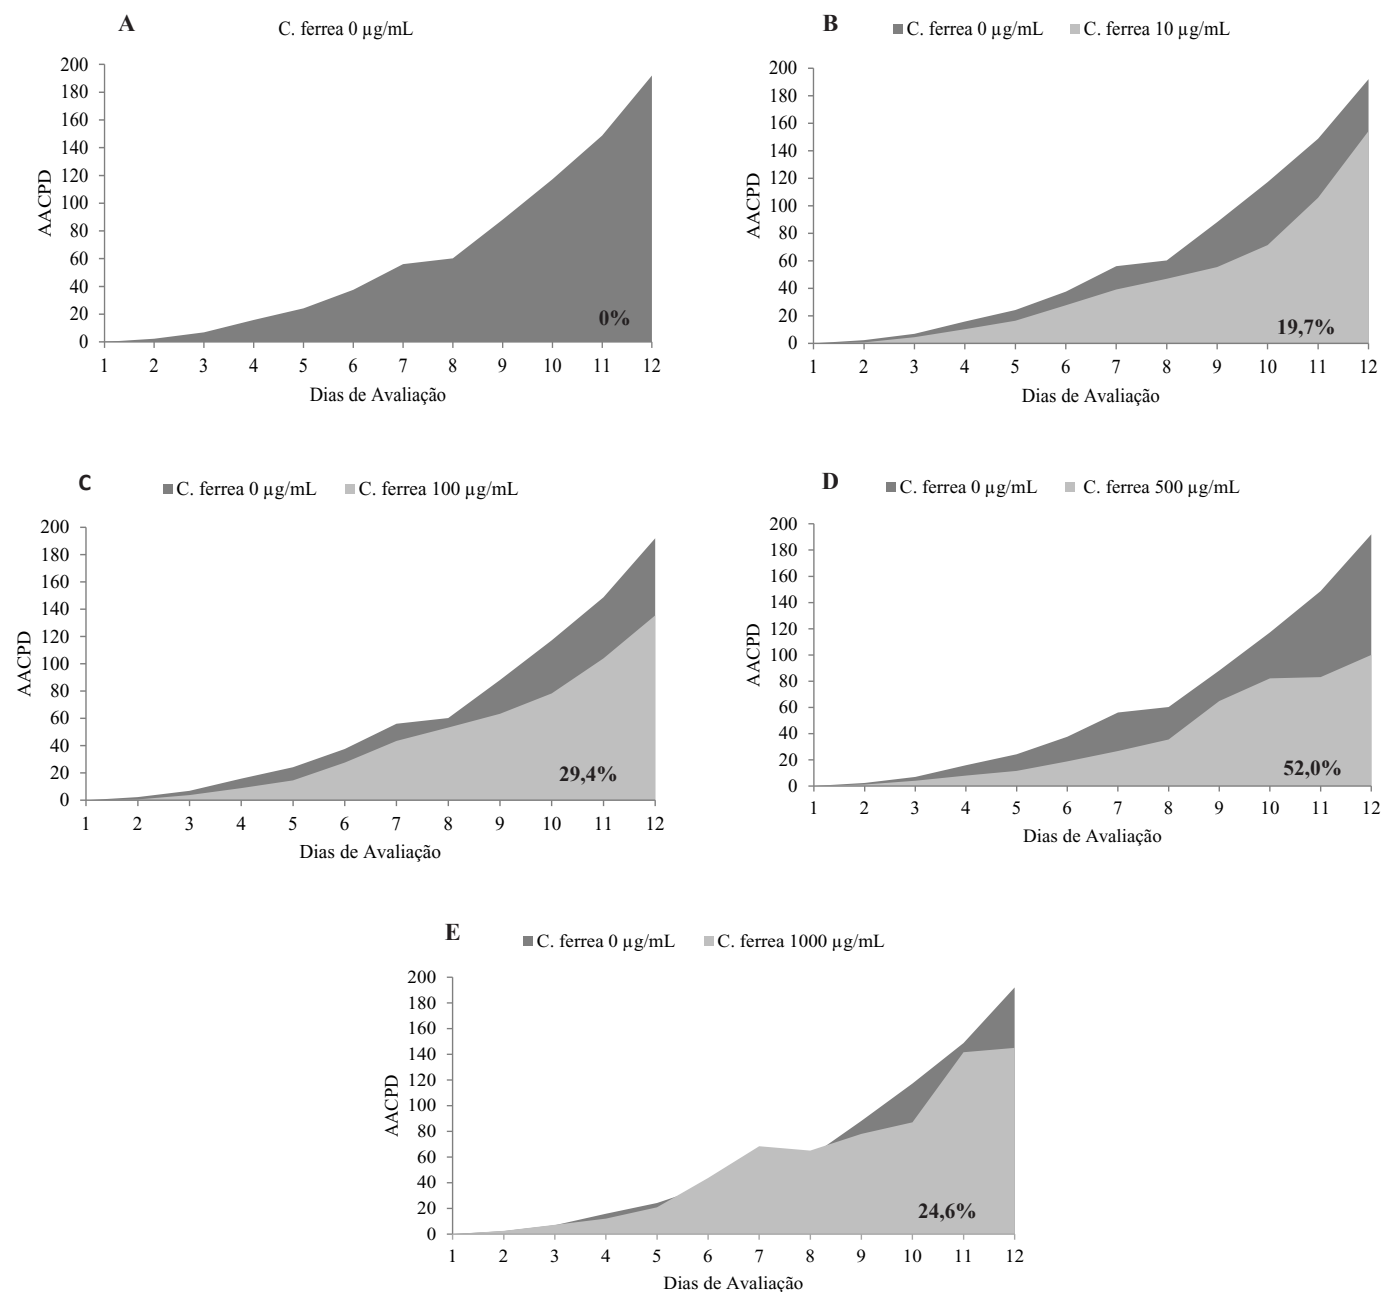 A
C. ferrea 0 µg/mL
200
180
160
140
120
100
80
60
40
20
0
AACPD
0%
1 2 3 4 5 6 7 8 9 10 11 12
Dias de Avaliação
B
C. ferrea 0 µg/mL C. ferrea 10 µg/mL
200
180
160
140
120
100
80
60
40
20
0
AACPD
19,7%
1 2 3 4 5 6 7 8 9 10 11 12
Dias de Avaliação
C
C. ferrea 0 µg/mL C. ferrea 100 µg/mL
200
180
160
140
120
100
80
60
40
20
0
AACPD
29,4%
1 2 3 4 5 6 7 8 9 10 11 12
Dias de Avaliação
D
C. ferrea 0 µg/mL C. ferrea 500 µg/mL
200
180
160
140
120
100
80
60
40
20
0
AACPD
52,0%
1 2 3 4 5 6 7 8 9 10 11 12
Dias de Avaliação
E
C. ferrea 0 µg/mL C. ferrea 1000 µg/mL
200
180
160
140
120
100
80
60
40
20
0
AACPD
24,6%
1 2 3 4 5 6 7 8 9 10 11 12
Dias de Avaliação